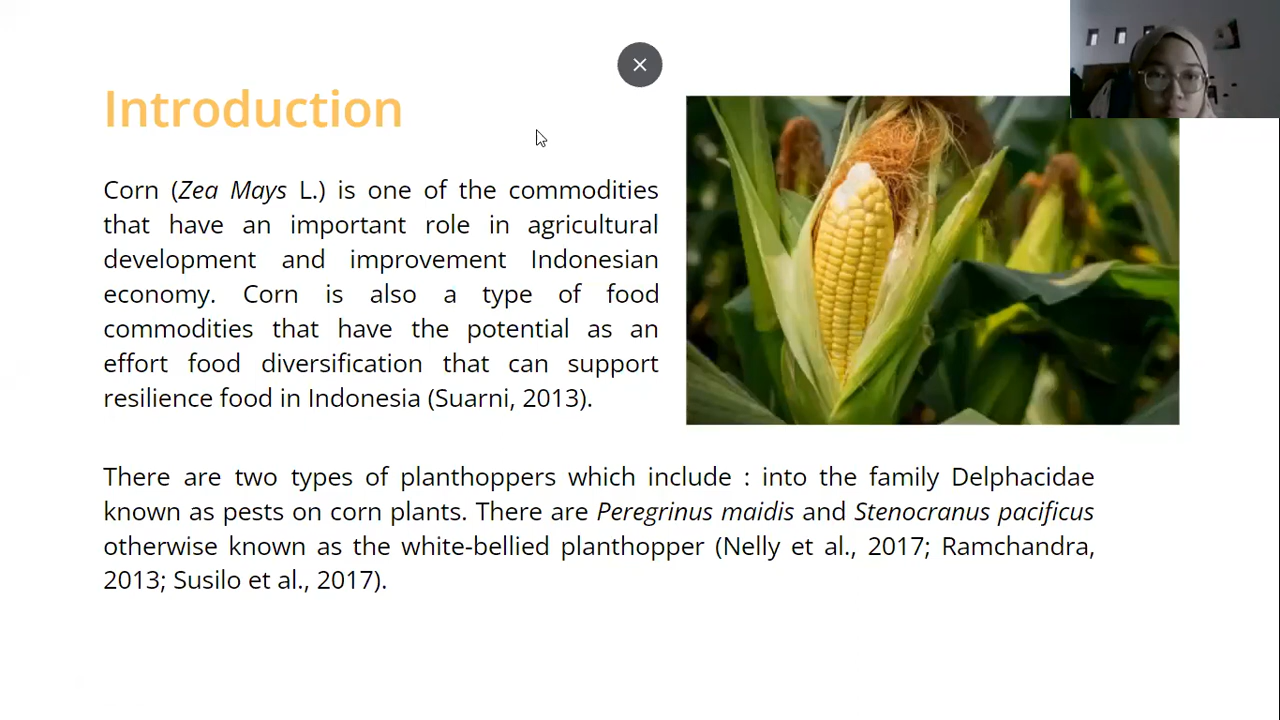 Introduction
Corn (Zea Mays L.) is one of the commodities
that have an important role in agricultural
development and improvement Indonesian
economy. Corn is also a type of food
commodities that have the potential as an
effort food diversification that can support
resilience food in Indonesia (Suarni, 2013).
There are two types of planthoppers which include : into the family Delphacidae
known as pests on corn plants. There are Peregrinus maidis and Stenocranus pacificus
otherwise known as the white-bellied planthopper (Nelly et al., 2017; Ramchandra,
2013; Susilo et al., 2017).